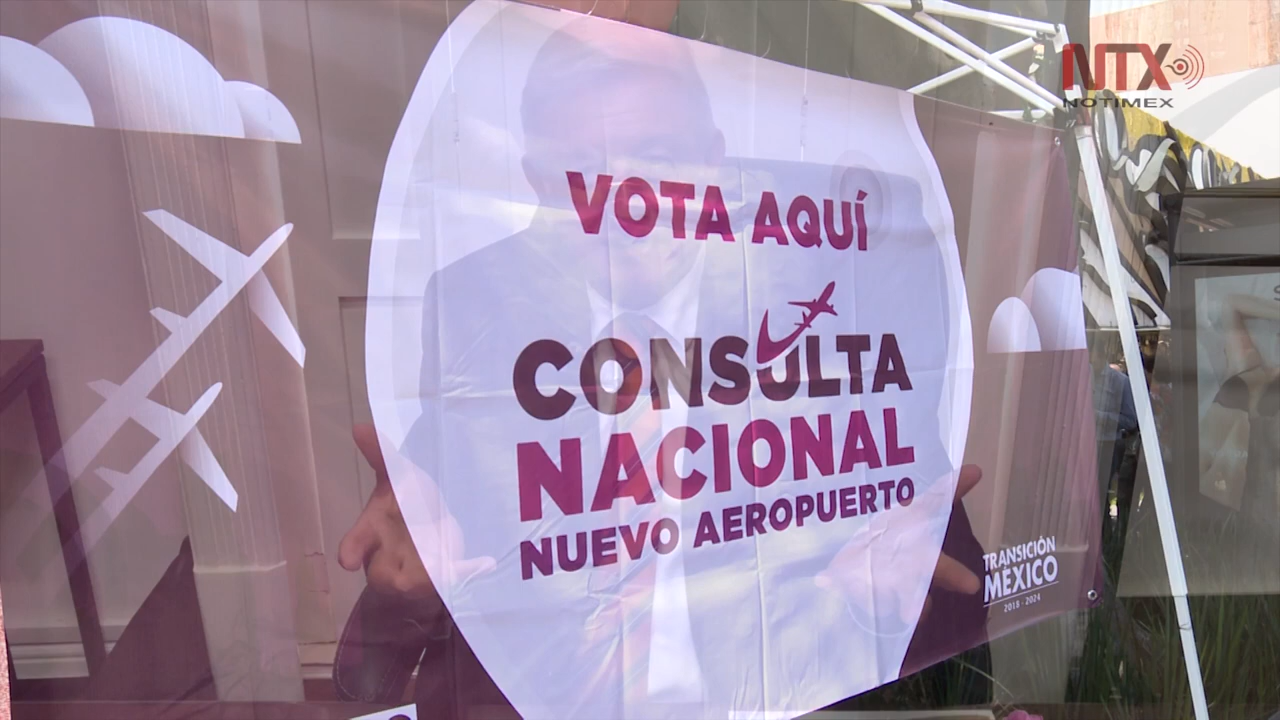 NTX
NOTIMEX
VOTA AQUÍ
CONSULTA
NACIONAL
NUEVO AEROPUERTO
TRANSICIÓN
MÉXICO
2018 - 2024